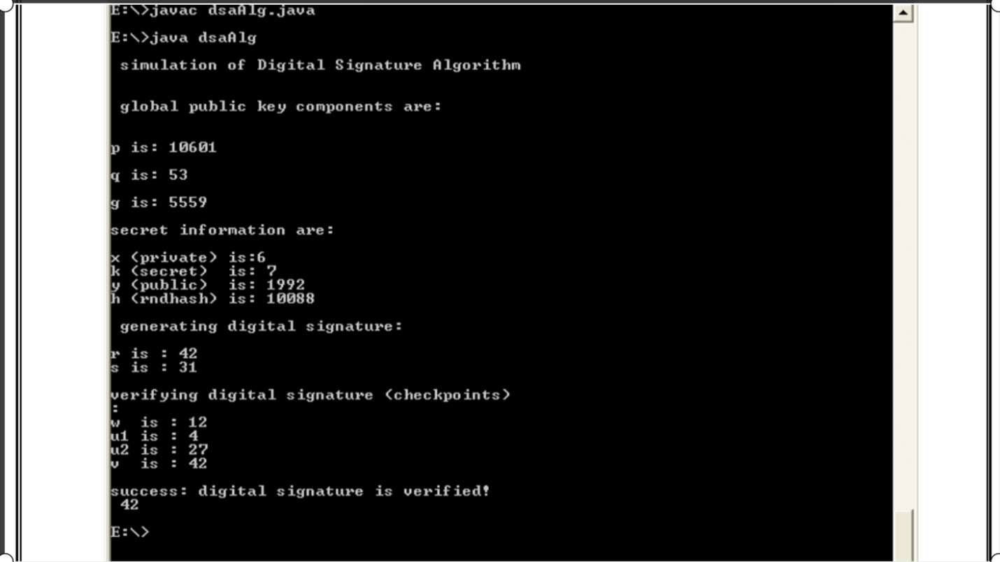 E:\>javac dsaAlg.java
E:\>java dsaAlg
simulation of Digital Signature Algorithm
global public key components are:
p is: 10601
q is: 53
g is: 5559
secret information are:
x (private) is:6
k (secret)  is: 7
y (public)  is: 1992
h (rndhash) is: 10088
generating digital signature:
r is : 42
s is : 31
verifying digital signature (checkpoints)
:
w  is : 12
u1 is : 4
u2 is : 27
v  is : 42
success: digital signature is verified!
42
E:\>